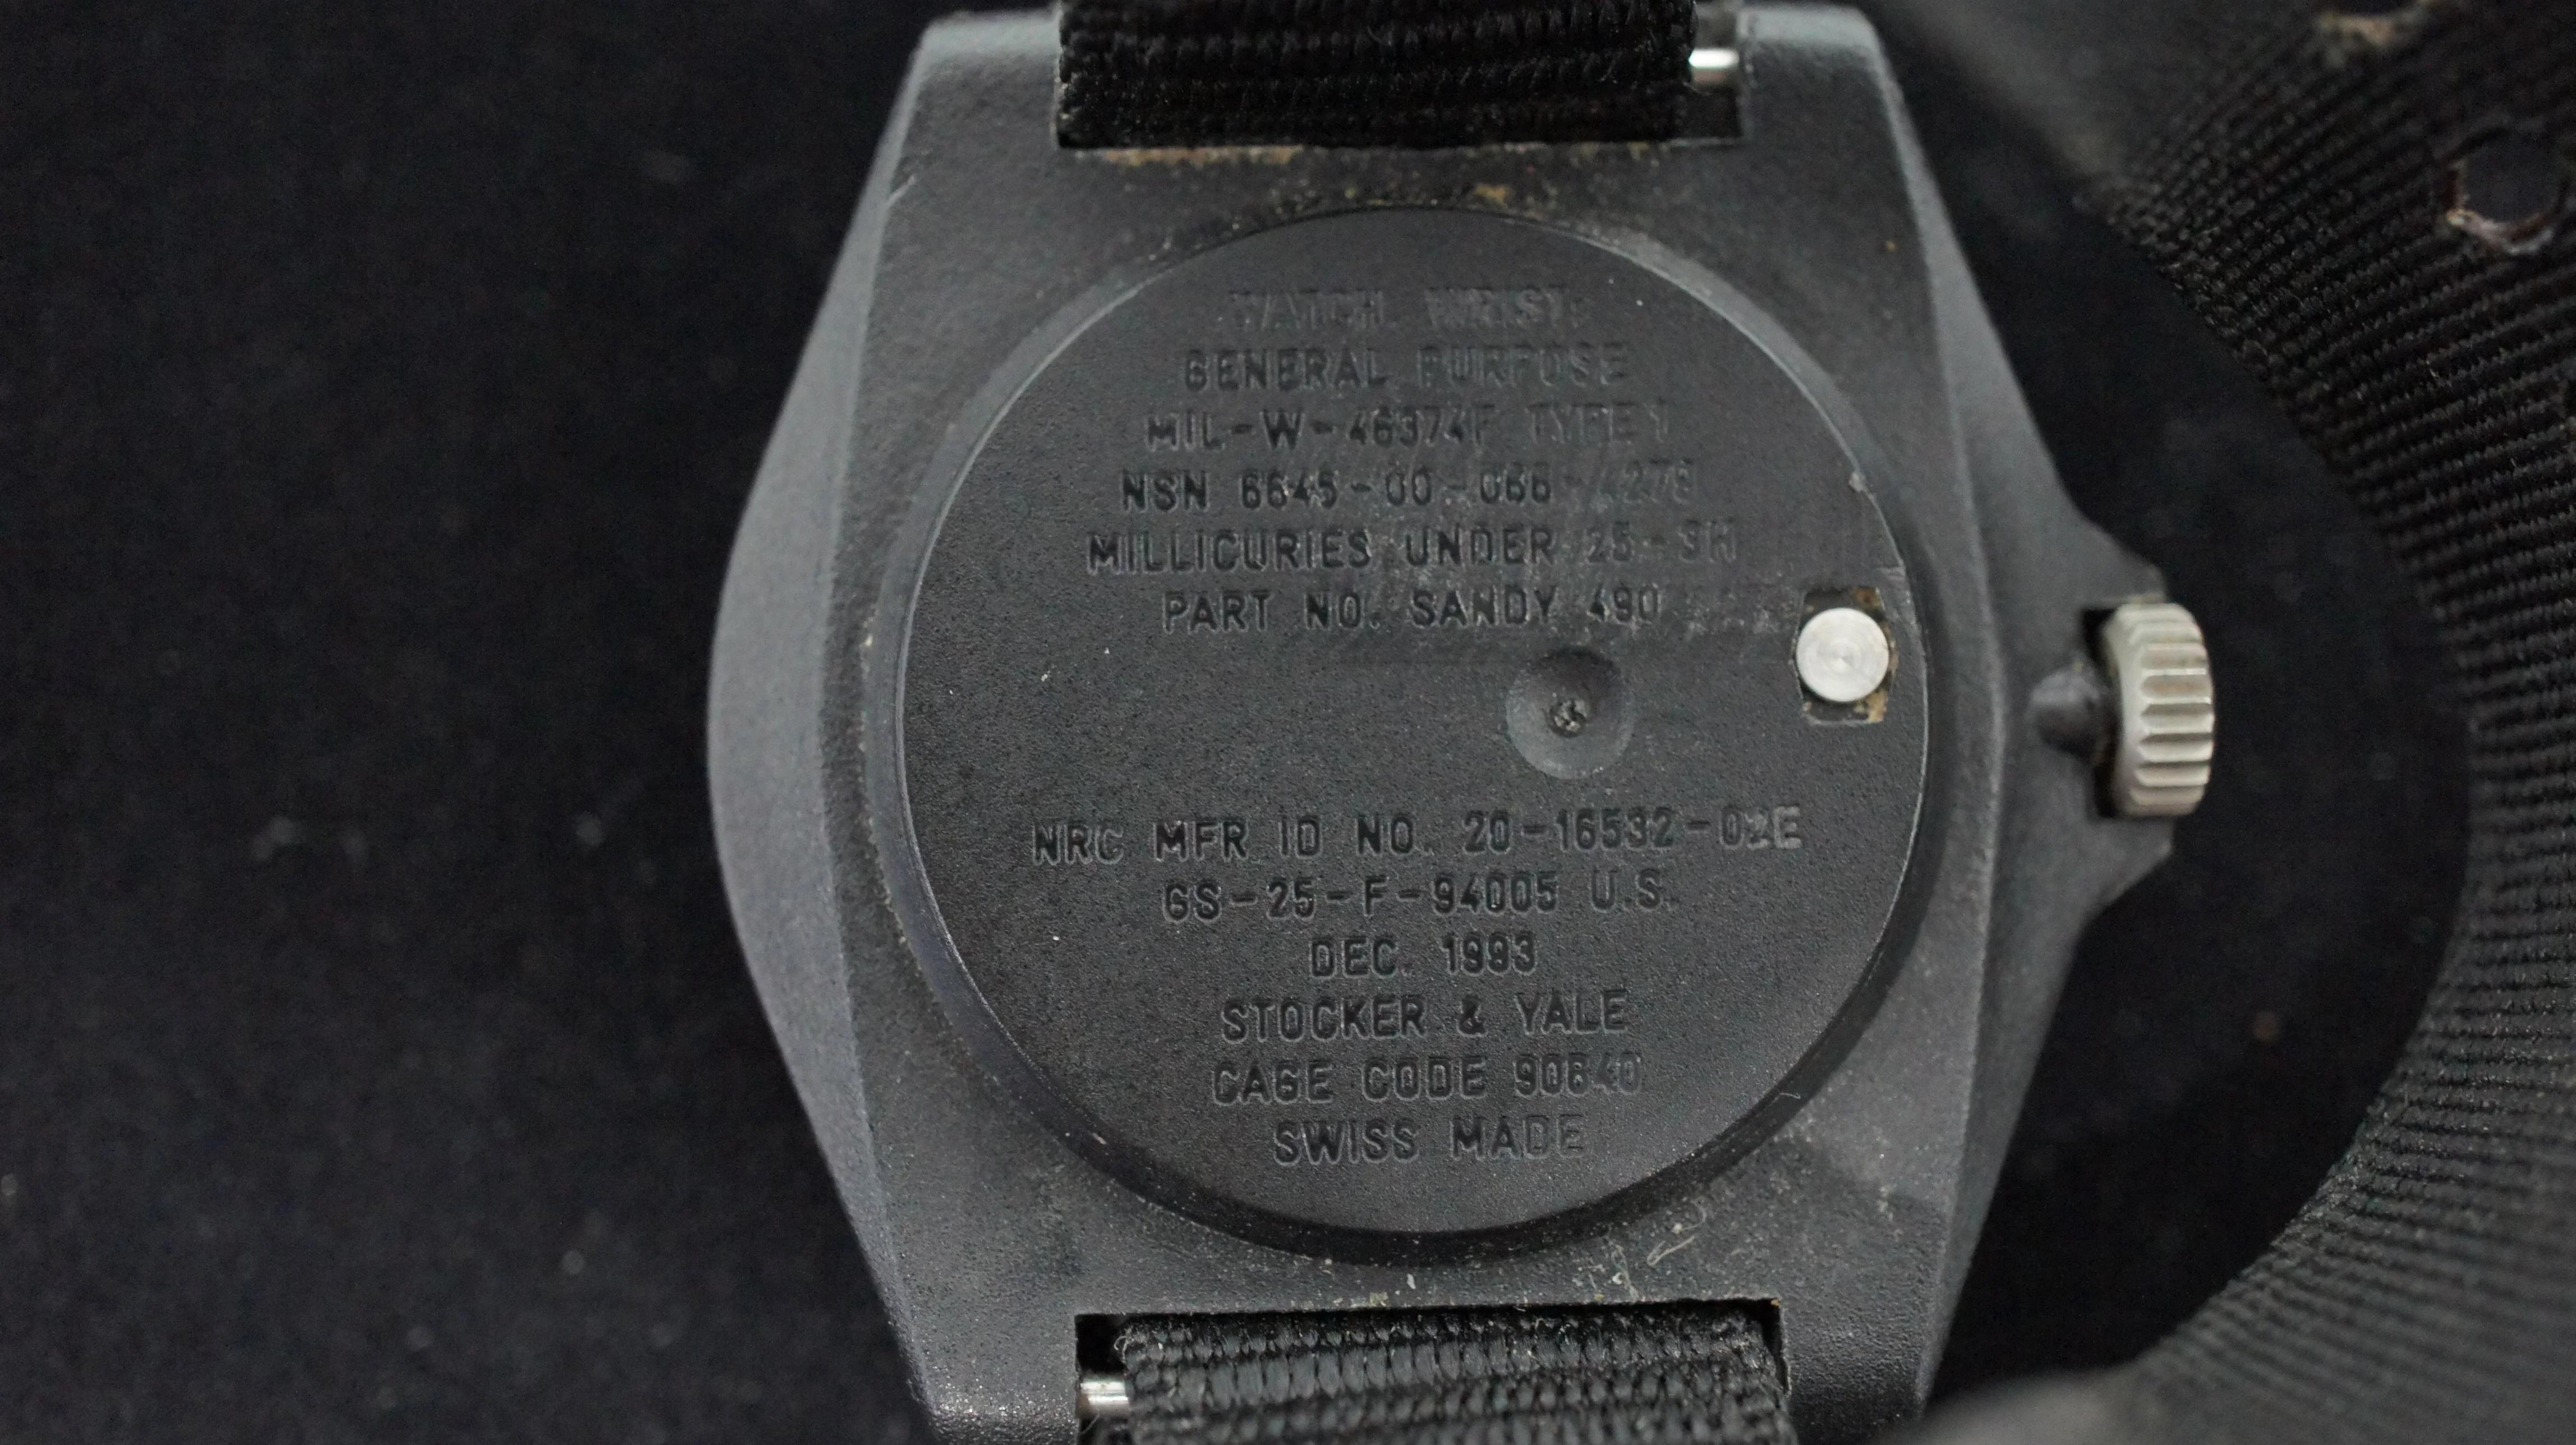 WATCH, WRIST:
GENERAL PURPOSE
MIL-W-46374F TYPE 1
NSN 6645-00-066-4279
MILLICURIES UNDER 25-3H
PART NO. SANDY 490
NRC MFR ID NO. 20-16532-02E
GS-25-F-94005 U.S.
DEC. 1993
STOCKER & YALE
CAGE CODE 90640
SWISS MADE